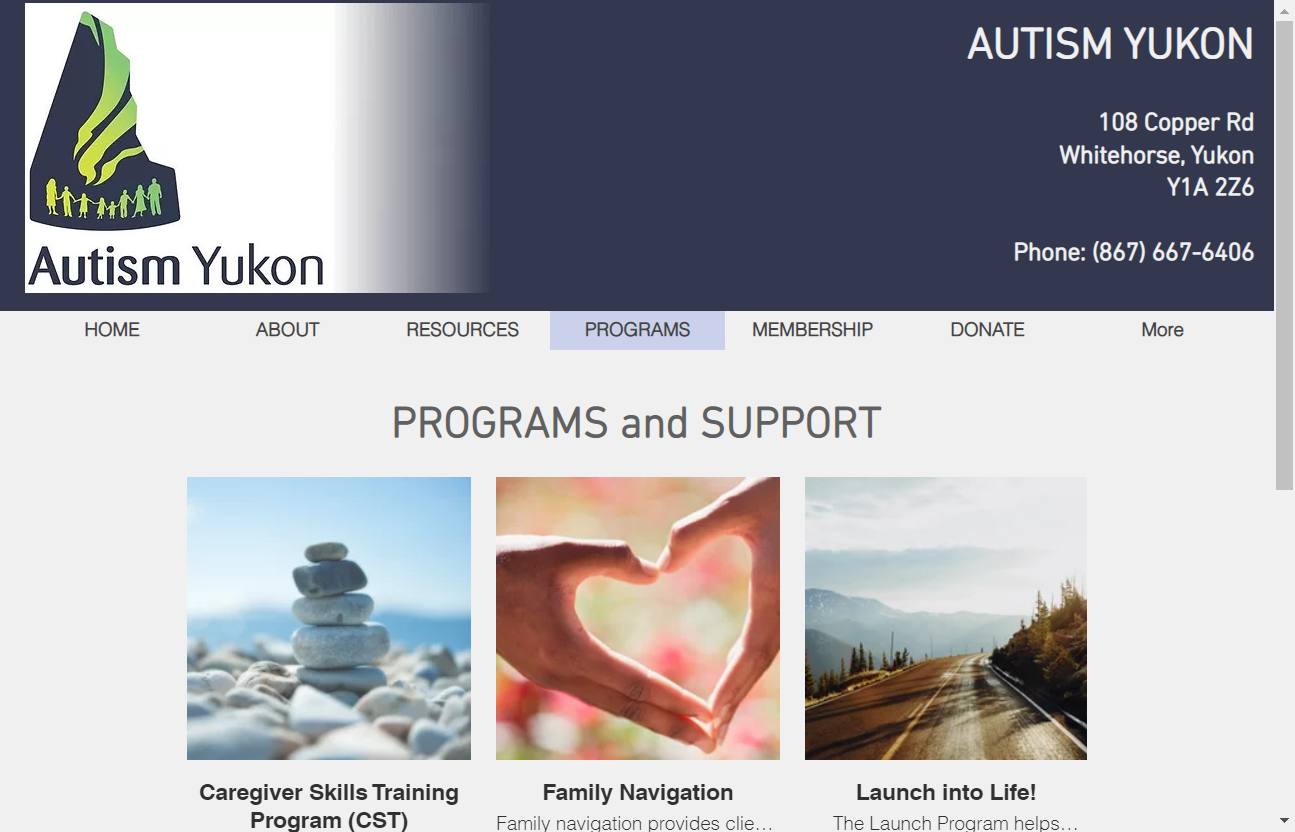 Autism Yukon
AUTISM YUKON
108 Copper Rd
Whitehorse, Yukon
Y1A 2Z6
Phone: (867) 667-6406
HOME
ABOUT
RESOURCES
PROGRAMS
MEMBERSHIP
DONATE
More
PROGRAMS and SUPPORT
Caregiver Skills Training
Program (CST)
Family Navigation
Family navigation provides clie...
Launch into Life!
The Launch Program helps...